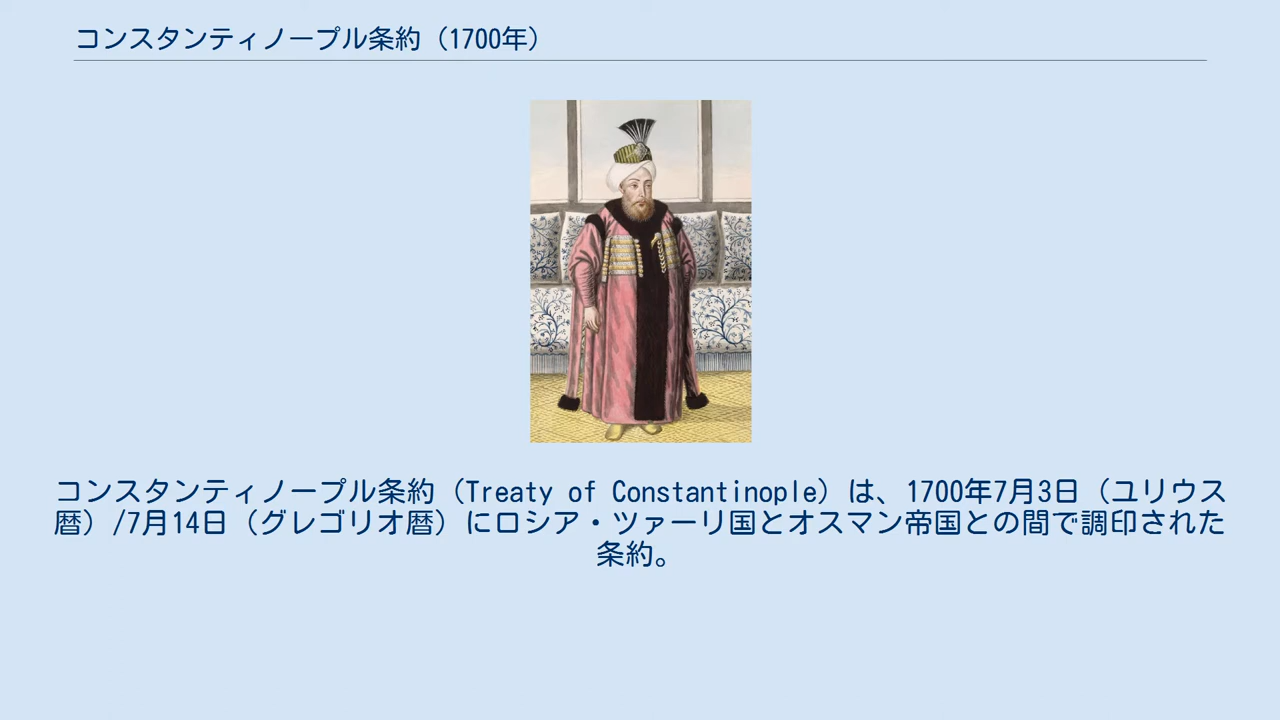 コンスタンティノープル条約（1700年）
コンスタンティノープル条約（Treaty of Constantinople）は、1700年7月3日（ユリウス
暦）/7月14日（グレゴリオ暦）にロシア・ツァーリ国とオスマン帝国との間で調印された
条約。